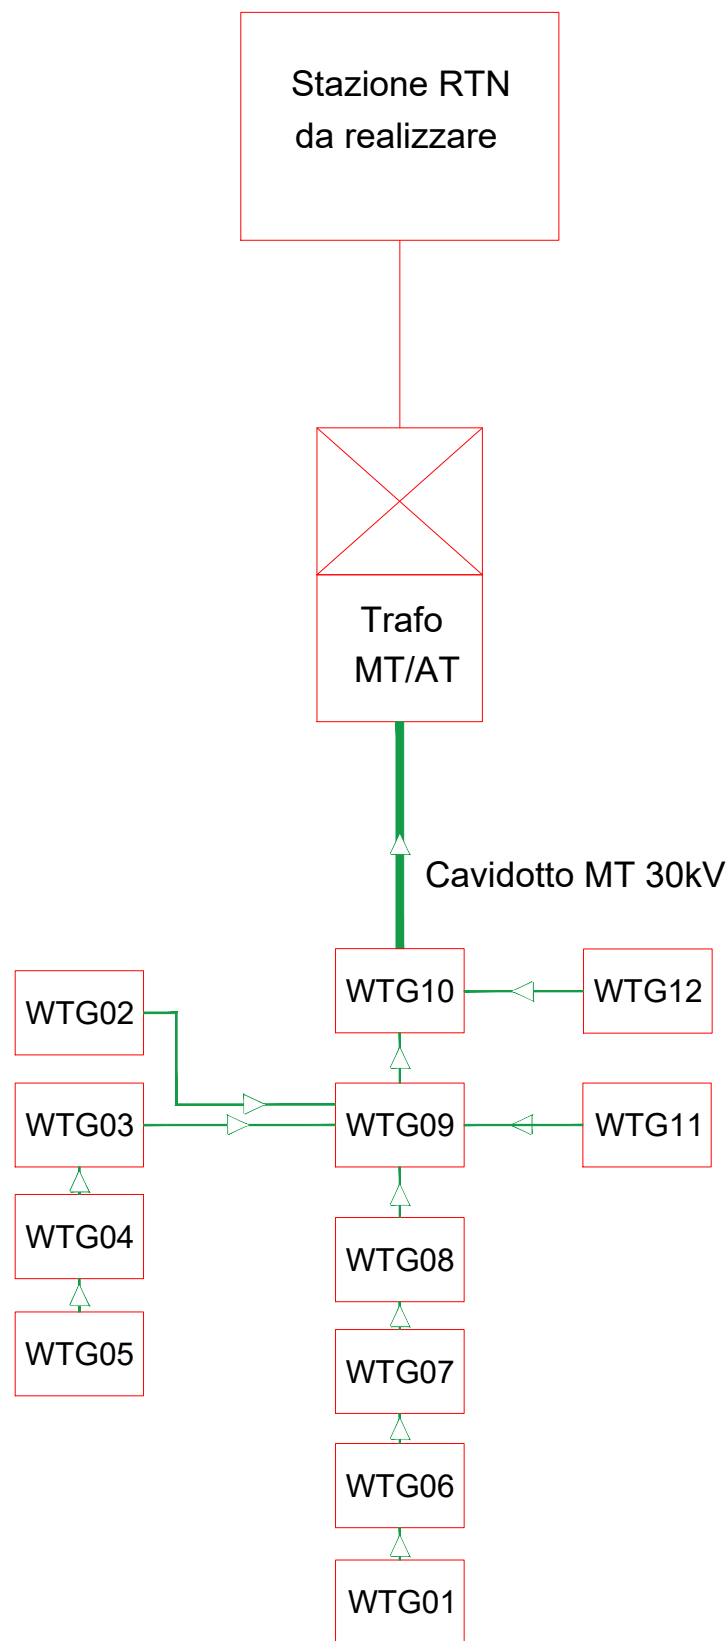 Stazione RTN
da realizzare
Trafo
MT/AT
Cavidotto MT 30kV
WTG10
WTG12
WTG02
WTG03
WTG09
WTG11
WTG04
WTG08
WTG05
WTG07
WTG06
WTG01